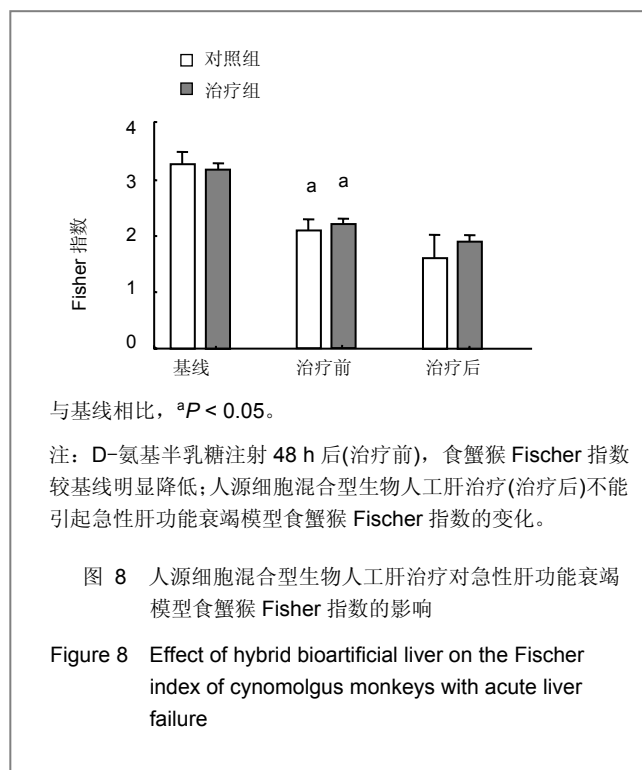 对照组
治疗组
4
3
2
1
0
Fisher 指数
a a
基线 治疗前 治疗后
与基线相比，ᵃP < 0.05。
注：D-氨基半乳糖注射 48 h 后(治疗前)，食蟹猴 Fischer 指数
较基线明显降低；人源细胞混合型生物人工肝治疗(治疗后)不能
引起急性肝功能衰竭模型食蟹猴 Fischer 指数的变化。
图 8 人源细胞混合型生物人工肝治疗对急性肝功能衰竭
模型食蟹猴 Fisher 指数的影响
Figure 8 Effect of hybrid bioartificial liver on the Fischer
index of cynomolgus monkeys with acute liver
failure